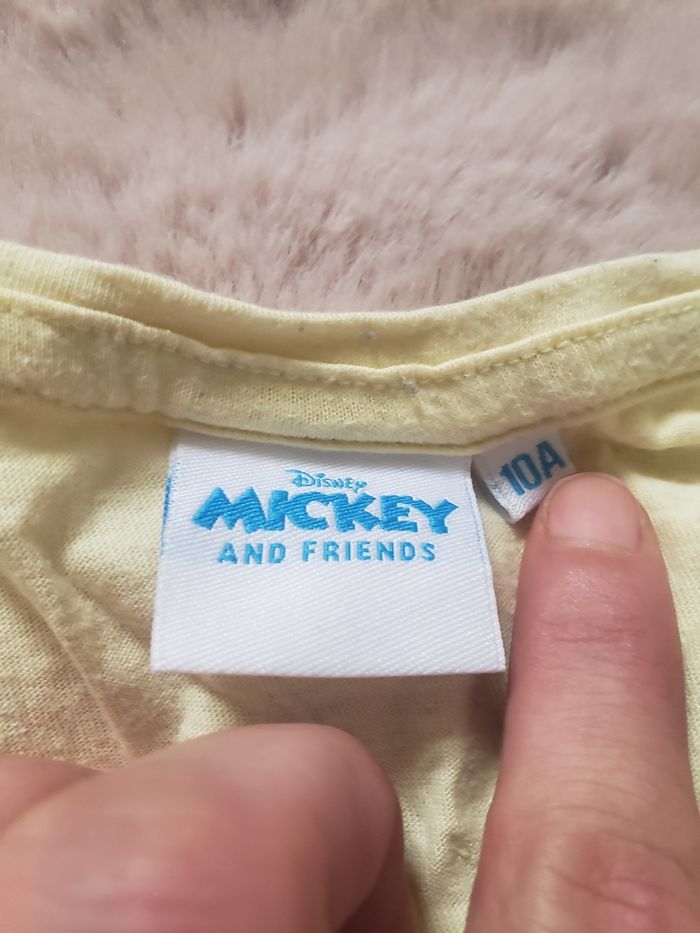 Disney
MICKEY
AND FRIENDS
10A